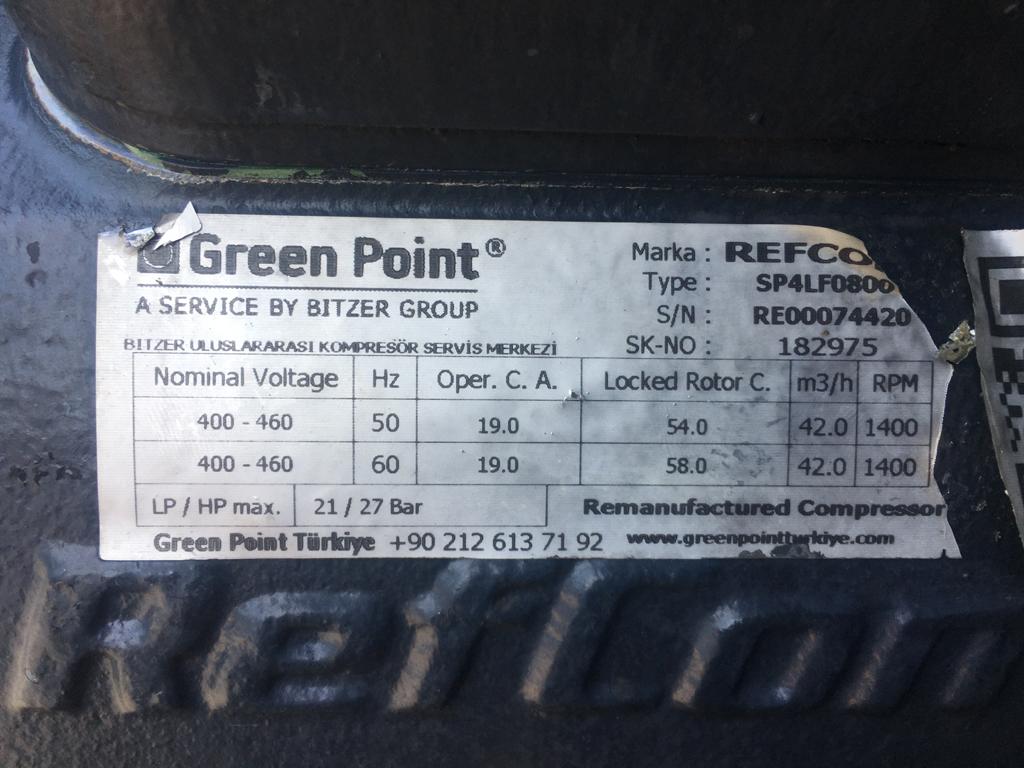 Green Point®
A SERVICE BY BITZER GROUP
BITZER ULUSLARARASI KOMPRESÖR SERVİS MERKEZİ
Marka : REFCO
Type : SP4LF080
S/N : RE00074420
SK-NO : 182975
Nominal Voltage Hz Oper. C. A. Locked Rotor C. m3/h RPM
400 - 460 50 19.0 54.0 42.0 1400
400 - 460 60 19.0 58.0 42.0 1400
LP / HP max. 21 / 27 Bar Remanufactured Compressor
Green Point Türkiye +90 212 613 71 92 www.greenpointturkiye.com
Refcon